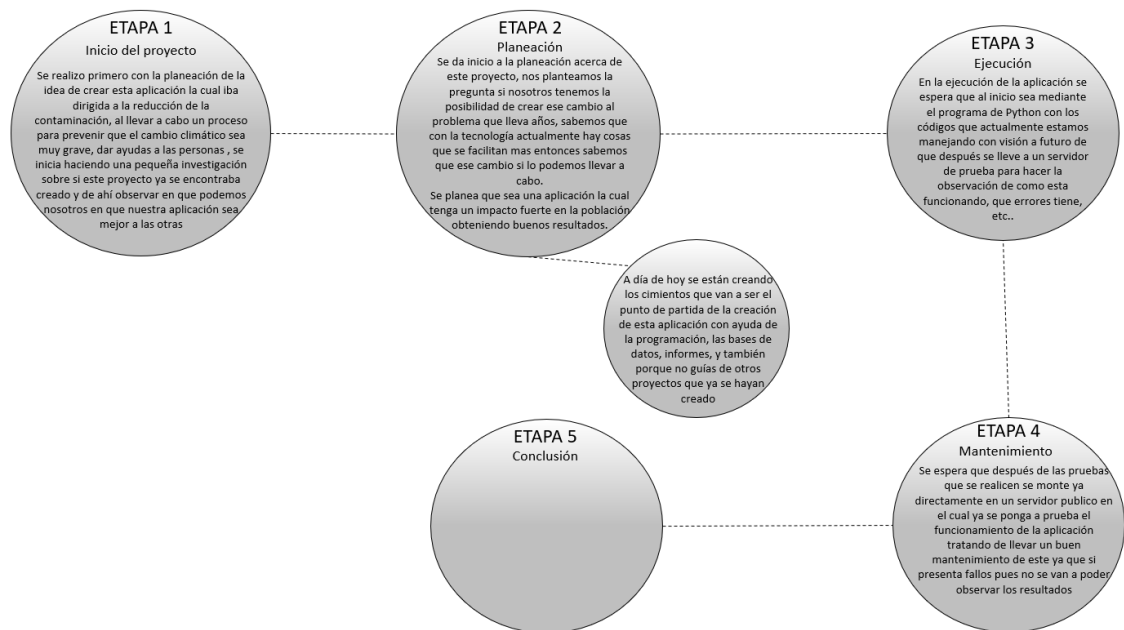 ETAPA 1
Inicio del proyecto
Se realizo primero con la planeación de la
idea de crear esta aplicación la cual iba
dirigida a la reducción de la
contaminación, al llevar a cabo un proceso
para prevenir que el cambio climático sea
muy grave, dar ayudas a las personas , se
inicia haciendo una pequeña investigación
sobre si este proyecto ya se encontraba
creado y de ahí observar en que podemos
nosotros en que nuestra aplicación sea
mejor a las otras
ETAPA 2
Planeación
Se da inicio a la planeación acerca de
este proyecto, nos planteamos la
pregunta si nosotros tenemos la
posibilidad de crear ese cambio al
problema que lleva años, sabemos que
con la tecnología actualmente hay cosas
que se facilitan mas entonces sabemos
que ese cambio si lo podemos llevar a
cabo.
Se planea que sea una aplicación la cual
tenga un impacto fuerte en la población
obteniendo buenos resultados.
ETAPA 3
Ejecución
En la ejecución de la aplicación se
espera que al inicio sea mediante
el programa de Python con los
códigos que actualmente estamos
manejando con visión a futuro de
que después se lleve a un servidor
de prueba para hacer la
observación de como esta
funcionando, que errores tiene,
etc..
A día de hoy se están creando
los cimientos que van a ser el
punto de partida de la creación
de esta aplicación con ayuda de
la programación, las bases de
datos, informes, y también
porque no guías de otros
proyectos que ya se hayan
creado
ETAPA 4
Mantenimiento
Se espera que después de las pruebas
que se realicen se monte ya
directamente en un servidor publico en
el cual ya se ponga a prueba el
funcionamiento de la aplicación
tratando de llevar un buen
mantenimiento de este ya que si
presenta fallos pues no se van a poder
observar los resultados
ETAPA 5
Conclusión